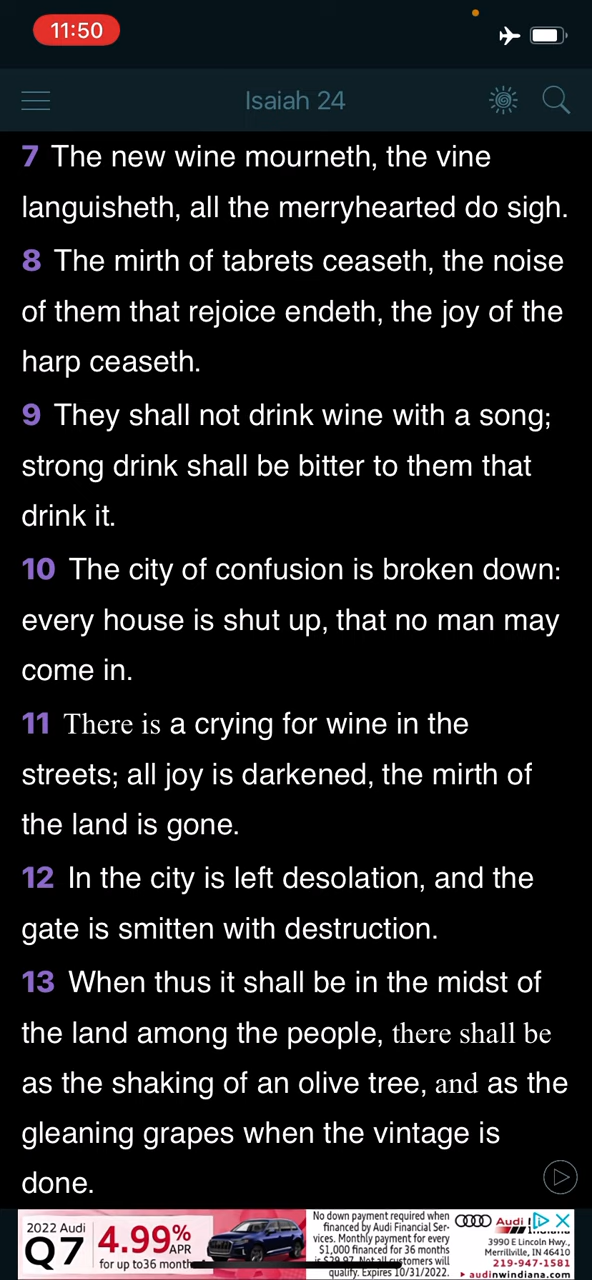 11:50
Isaiah 24
7 The new wine mourneth, the vine
languisheth, all the merryhearted do sigh.
8 The mirth of tabrets ceaseth, the noise
of them that rejoice endeth, the joy of the
harp ceaseth.
9 They shall not drink wine with a song;
strong drink shall be bitter to them that
drink it.
10 The city of confusion is broken down:
every house is shut up, that no man may
come in.
11 There is a crying for wine in the
streets; all joy is darkened, the mirth of
the land is gone.
12 In the city is left desolation, and the
gate is smitten with destruction.
13 When thus it shall be in the midst of
the land among the people, there shall be
as the shaking of an olive tree, and as the
gleaning grapes when the vintage is
done.
2022 Audi
Q7
4.99% APR
for up to36 month
No down payment required when
financed by Audi Financial Ser-
vices. Monthly payment for every
$1,000 financed for 36 months
is $29.97. Not all customers will
qualify. Expires 10/31/2022.
Audi
3990 E Lincoln Hwy.,
Merrillville, IN 46410
219-947-1581
audinwindiana.com